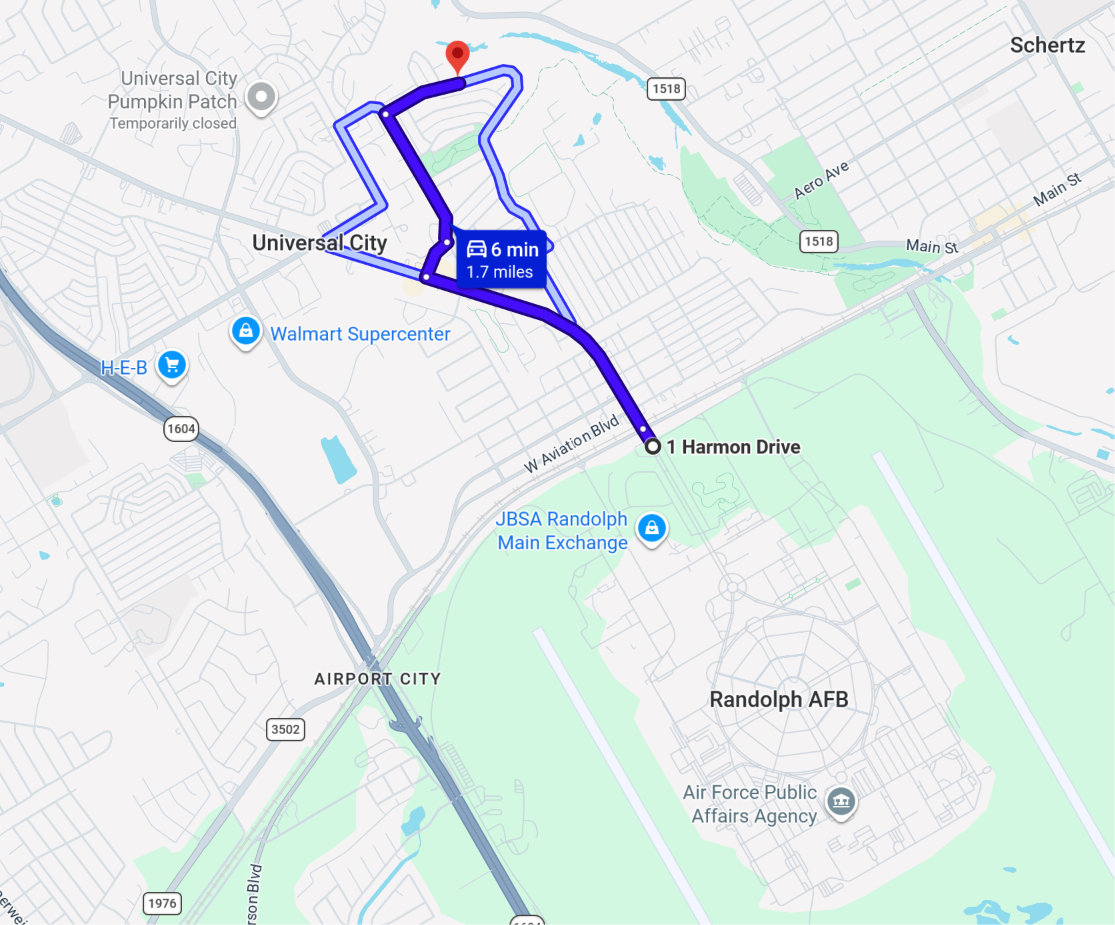 Schertz
Universal City
Pumpkin Patch
Temporarily closed
1518
Aero Ave
Main St
1518
Main St
Universal City
6 min
1.7 miles
Walmart Supercenter
H-E-B
1604
W Aviation Blvd
1 Harmon Drive
JBSA Randolph
Main Exchange
AIRPORT CITY
Randolph AFB
3502
Air Force Public
Affairs Agency
1976
rson Blvd